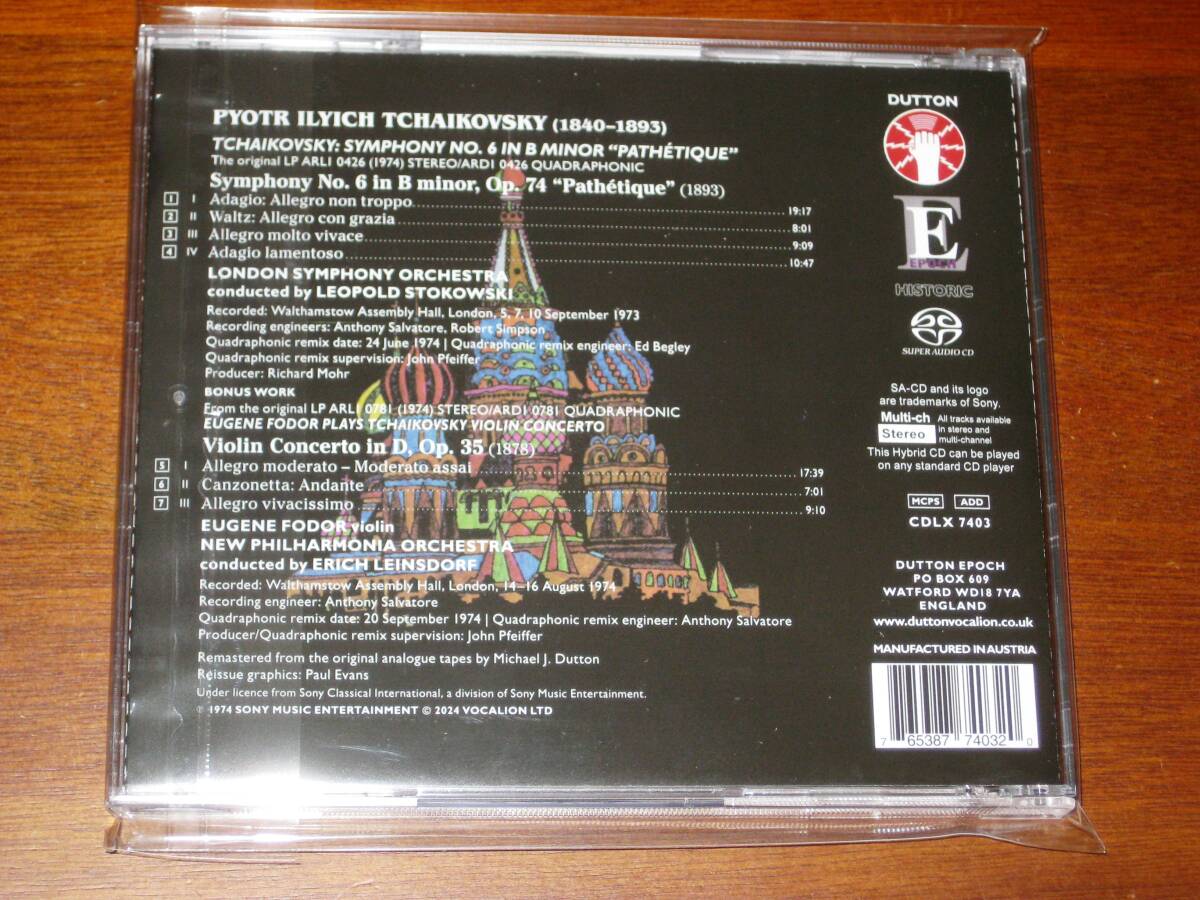 PYOTR ILYICH TCHAIKOVSKY (1840–1893)
TCHAIKOVSKY: SYMPHONY NO. 6 IN B MINOR “PATHÉTIQUE”
The original LP ARL1 0426 (1974) STEREO/ARD1 0426 QUADRAPHONIC
Symphony No. 6 in B minor, Op. 74 “Pathétique” (1893)
1 I Adagio: Allegro non troppo 19:17
2 II Waltz: Allegro con grazia 8:01
3 III Allegro molto vivace 9:09
4 IV Adagio lamentoso 10:47
LONDON SYMPHONY ORCHESTRA
conducted by LEOPOLD STOKOWSKI
Recorded: Walthamstow Assembly Hall, London, 5, 7, 10 September 1973
Recording engineers: Anthony Salvatore, Robert Simpson
Quadraphonic remix date: 24 June 1974 | Quadraphonic remix engineer: Ed Begley
Quadraphonic remix supervision: John Pfeiffer
Producer: Richard Mohr
BONUS WORK
From the original LP ARL1 0781 (1974) STEREO/ARD1 0781 QUADRAPHONIC
EUGENE FODOR PLAYS TCHAIKOVSKY VIOLIN CONCERTO
Violin Concerto in D, Op. 35 (1878)
5 I Allegro moderato – Moderato assai 17:39
6 II Canzonetta: Andante 7:01
7 III Allegro vivacissimo 9:10
EUGENE FODOR violin
NEW PHILHARMONIA ORCHESTRA
conducted by ERICH LEINSDORF
Recorded: Walthamstow Assembly Hall, London, 14–16 August 1974
Recording engineer: Anthony Salvatore
Quadraphonic remix date: 20 September 1974 | Quadraphonic remix engineer: Anthony Salvatore
Producer/Quadraphonic remix supervision: John Pfeiffer
Remastered from the original analogue tapes by Michael J. Dutton
Reissue graphics: Paul Evans
Under licence from Sony Classical International, a division of Sony Music Entertainment.
℗ 1974 SONY MUSIC ENTERTAINMENT © 2024 VOCALION LTD
DUTTON
E
EPOCH
HISTORIC
SACD
SUPER AUDIO CD
SA-CD and its logo
are trademarks of Sony.
Multi-ch
Stereo
All tracks available
in stereo and
multi-channel
This Hybrid CD can be played
on any standard CD player
MCPS ADD
CDLX 7403
DUTTON EPOCH
PO BOX 609
WATFORD WD18 7YA
ENGLAND
www.duttonvocalion.co.uk
MANUFACTURED IN AUSTRIA
7 65387 74032 0